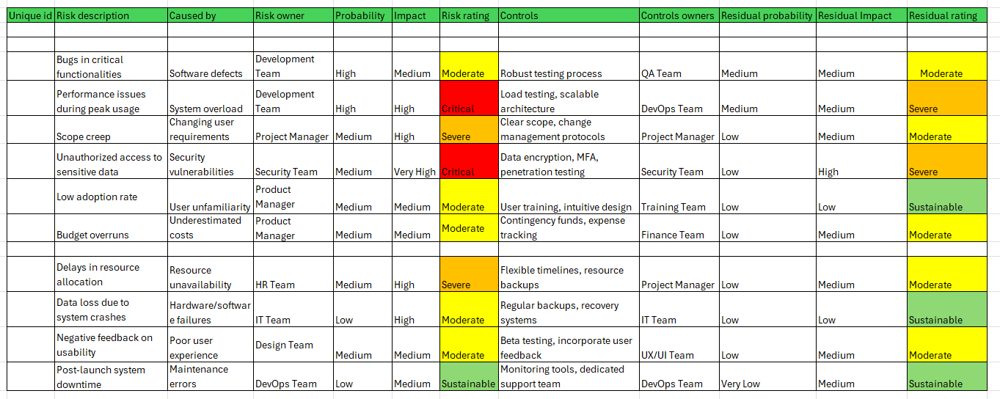 Unique id Risk description Caused by Risk owner Probability Impact Risk rating Controls Controls owners Residual probability Residual Impact Residual rating
Bugs in critical
functionalities Software defects Development
Team High Medium Moderate Robust testing process QA Team Medium Medium Moderate
Performance issues
during peak usage System overload Development
Team High High Critical Load testing, scalable
architecture DevOps Team Medium Medium Severe
Scope creep Changing user
requirements Project Manager Medium High Severe Clear scope, change
management protocols Project Manager Low Medium Moderate
Unauthorized access to
sensitive data Security
vulnerabilities Security Team Medium Very High Critical Data encryption, MFA,
penetration testing Security Team Low High Severe
Low adoption rate User unfamiliarity Product
Manager Medium Medium Moderate User training, intuitive design Training Team Low Low Sustainable
Budget overruns Underestimated
costs Product
Manager Medium Medium Moderate Contingency funds, expense
tracking Finance Team Low Medium Moderate
Delays in resource
allocation Resource
unavailability HR Team Medium High Severe Flexible timelines, resource
backups Project Manager Low Medium Moderate
Data loss due to
system crashes Hardware/softwar
e failures IT Team Low High Moderate Regular backups, recovery
systems IT Team Low Low Sustainable
Negative feedback on
usability Poor user
experience Design Team Medium Medium Moderate Beta testing, incorporate user
feedback UX/UI Team Low Medium Moderate
Post-launch system
downtime Maintenance
errors DevOps Team Low Medium Sustainable Monitoring tools, dedicated
support team DevOps Team Very Low Medium Sustainable